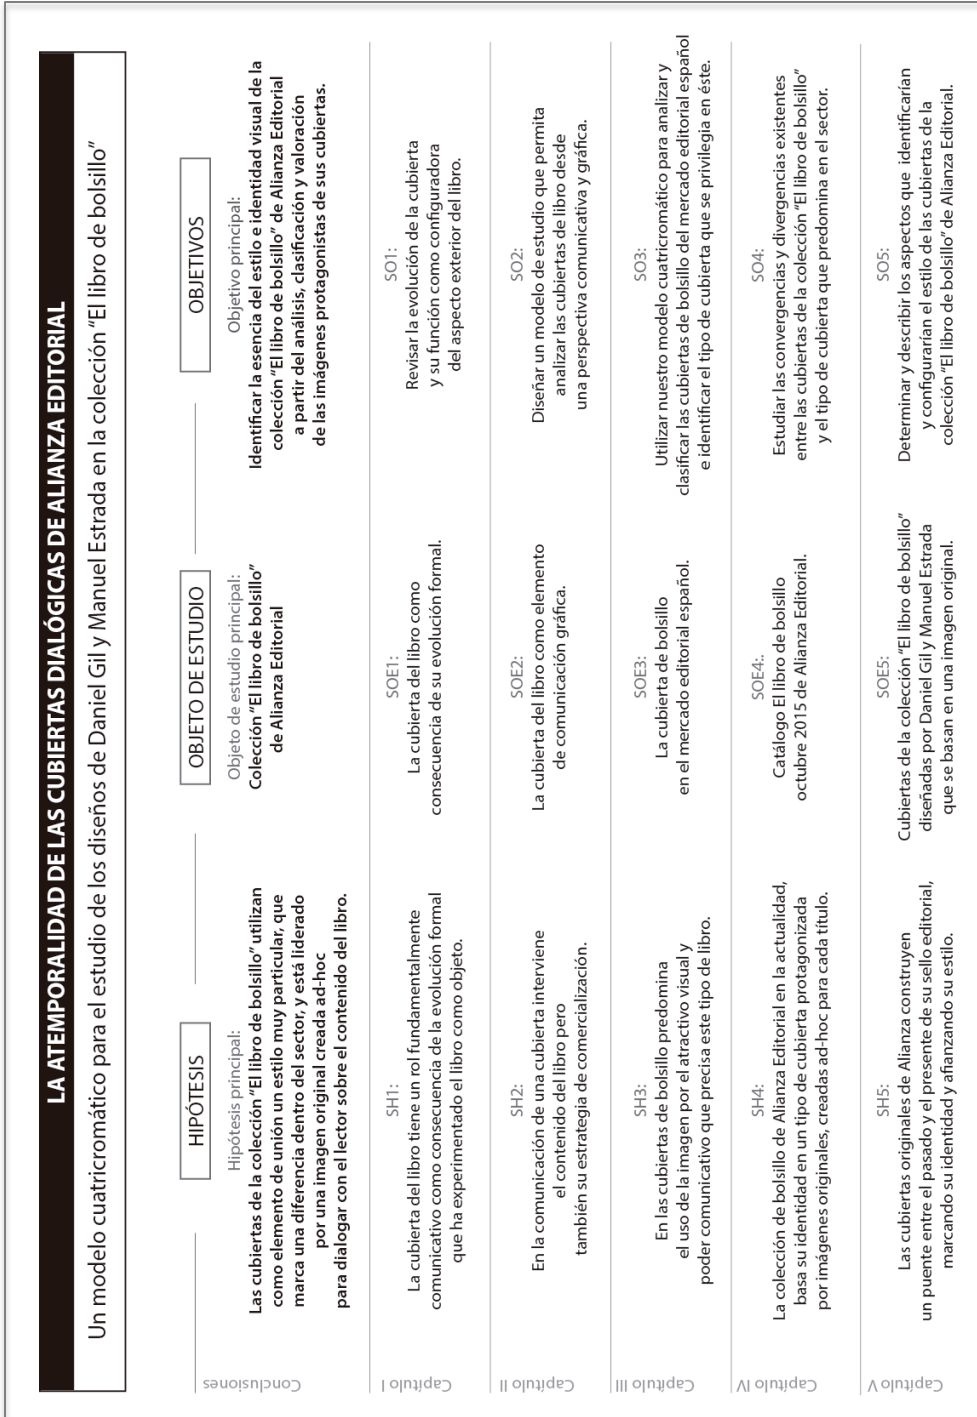 LA ATEMPORALIDAD DE LAS CUBIERTAS DIALÓGICAS DE ALIANZA EDITORIAL
Un modelo cuatricromático para el estudio de los diseños de Daniel Gil y Manuel Estrada en la colección "El libro de bolsillo"
HIPÓTESIS
OBJETO DE ESTUDIO
OBJETIVOS
Conclusiones
Hipótesis principal:
Las cubiertas de la colección "El libro de bolsillo" utilizan
como elemento de unión un estilo muy particular, que
marca una diferencia dentro del sector, y está liderado
por una imagen original creada ad-hoc
para dialogar con el lector sobre el contenido del libro.
Objeto de estudio principal:
Colección "El libro de bolsillo"
de Alianza Editorial
Objetivo principal:
Identificar la esencia del estilo e identidad visual de la
colección "El libro de bolsillo" de Alianza Editorial
a partir del análisis, clasificación y valoración
de las imágenes protagonistas de sus cubiertas.
Capítulo I
SH1:
La cubierta del libro tiene un rol fundamentalmente
comunicativo como consecuencia de la evolución formal
que ha experimentado el libro como objeto.
SOE1:
La cubierta del libro como
consecuencia de su evolución formal.
SO1:
Revisar la evolución de la cubierta
y su función como configuradora
del aspecto exterior del libro.
Capítulo II
SH2:
En la comunicación de una cubierta interviene
el contenido del libro pero
también su estrategia de comercialización.
SOE2:
La cubierta del libro como elemento
de comunicación gráfica.
SO2:
Diseñar un modelo de estudio que permita
analizar las cubiertas de libro desde
una perspectiva comunicativa y gráfica.
Capítulo III
SH3:
En las cubiertas de bolsillo predomina
el uso de la imagen por el atractivo visual y
poder comunicativo que precisa este tipo de libro.
SOE3:
La cubierta de bolsillo
en el mercado editorial español.
SO3:
Utilizar nuestro modelo cuatricromático para analizar y
clasificar las cubiertas de bolsillo del mercado editorial español
e identificar el tipo de cubierta que se privilegia en éste.
Capítulo IV
SH4:
La colección de bolsillo de Alianza Editorial en la actualidad,
basa su identidad en un tipo de cubierta protagonizada
por imágenes originales, creadas ad-hoc para cada título.
SOE4:.
Catálogo El libro de bolsillo
octubre 2015 de Alianza Editorial.
SO4:
Estudiar las convergencias y divergencias existentes
entre las cubiertas de la colección "El libro de bolsillo"
y el tipo de cubierta que predomina en el sector.
Capítulo V
SH5:
Las cubiertas originales de Alianza construyen
un puente entre el pasado y el presente de su sello editorial,
marcando su identidad y afianzando su estilo.
SOE5:
Cubiertas de la colección "El libro de bolsillo"
diseñadas por Daniel Gil y Manuel Estrada
que se basan en una imagen original.
SO5:
Determinar y describir los aspectos que identificarían
y configurarían el estilo de las cubiertas de la
colección "El libro de bolsillo" de Alianza Editorial.